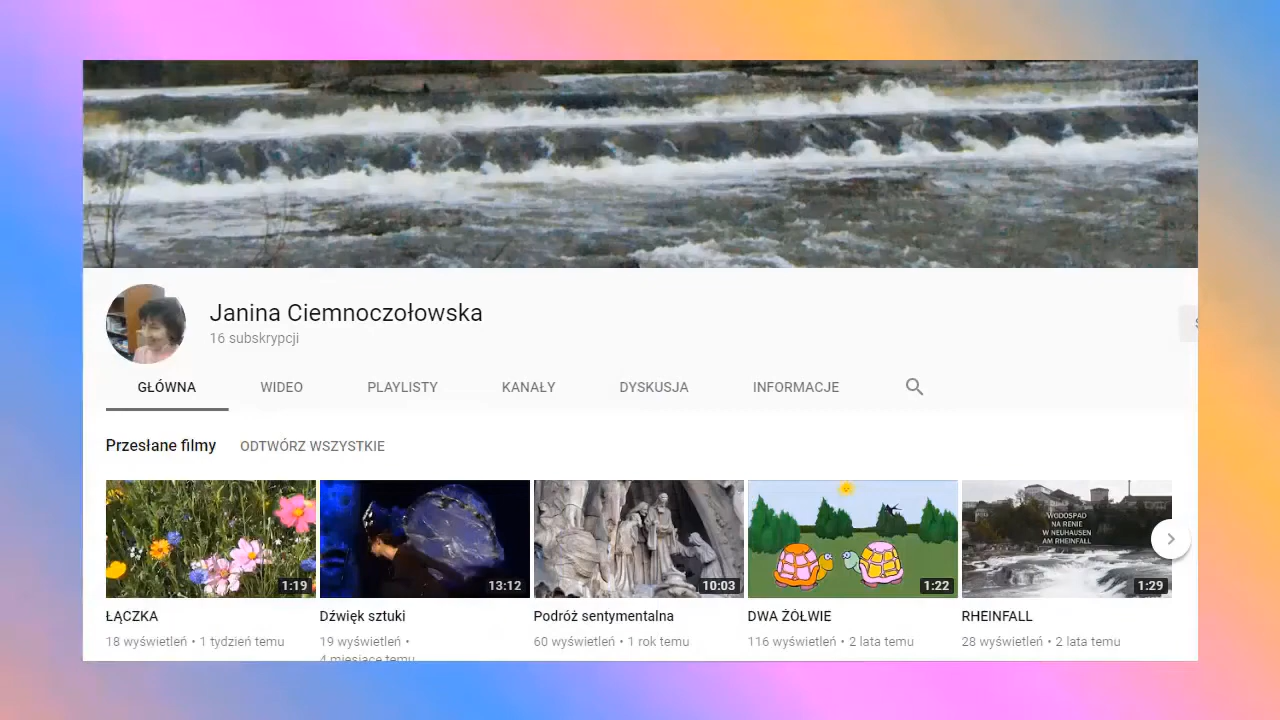 Janina Ciemnoczołowska
16 subskrypcji
GŁÓWNA WIDEO PLAYLISTY KANAŁY DYSKUSJA INFORMACJE
Przesłane filmy ODTWÓRZ WSZYSTKIE
WODOSPAD
NA RENIE
W NEUHAUSEN
AM RHEINFALL
1:19 13:12 10:03 1:22 1:29
ŁĄCZKA Dźwięk sztuki Podróż sentymentalna DWA ŻÓŁWIE RHEINFALL
18 wyświetleń • 1 tydzień temu 19 wyświetleń • 60 wyświetleń • 1 rok temu 116 wyświetleń • 2 lata temu 28 wyświetleń • 2 lata temu
4 miesiące temu